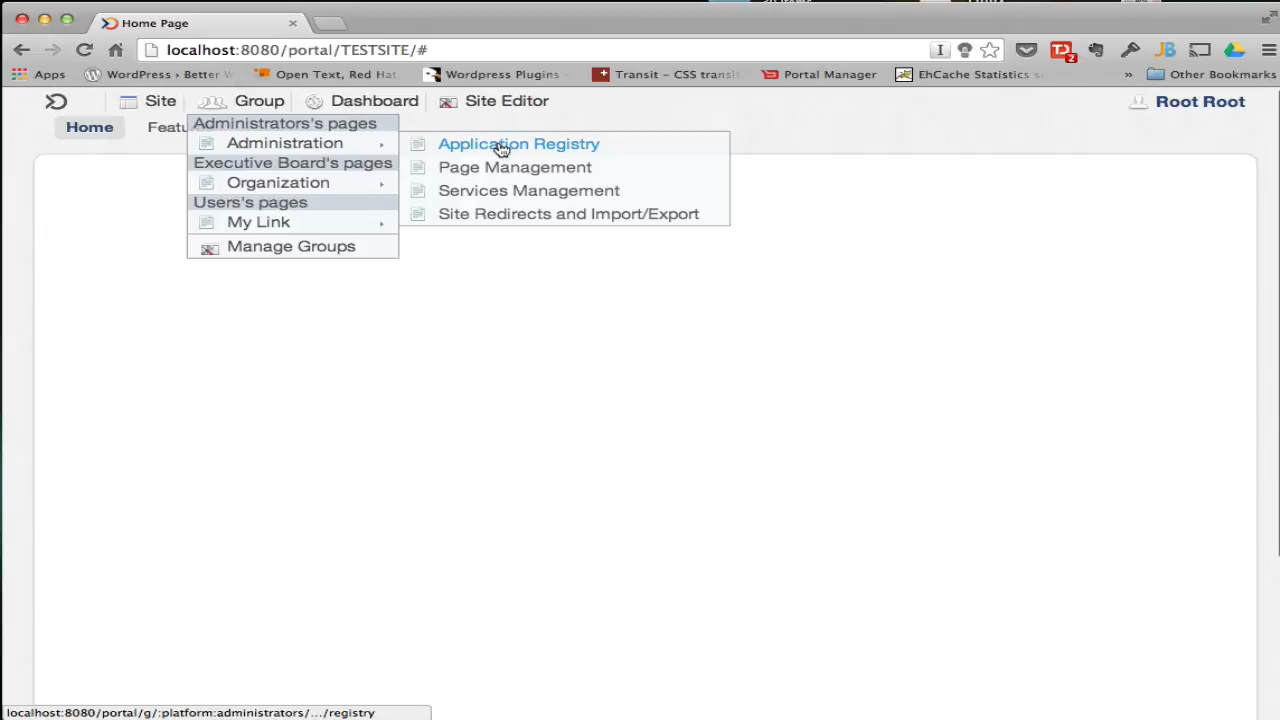 Home Page
localhost:8080/portal/TESTSITE/#
Apps WordPress › Better Open Text, Red Hat Wordpress Plugins Transit - CSS transit Portal Manager EhCache Statistics » Other Bookmarks
2
Site Group Dashboard Site Editor Root Root
Home Featu
Administrators's pages
Administration
Executive Board's pages
Organization
Users's pages
My Link
Manage Groups
Application Registry
Page Management
Services Management
Site Redirects and Import/Export
localhost:8080/portal/g/:platform:administrators/.../registry